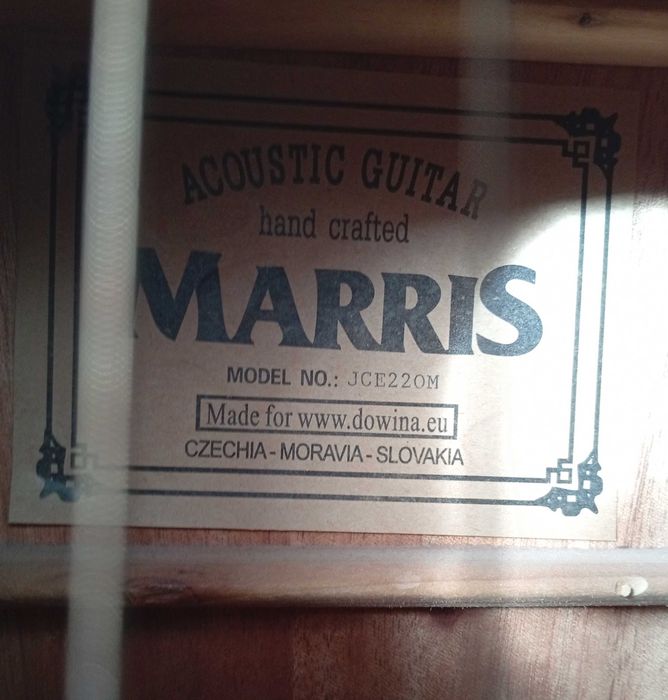 ACOUSTIC GUITAR
hand crafted
MARRIS
MODEL NO.: JCE220M
Made for www.dowina.eu
CZECHIA - MORAVIA - SLOVAKIA